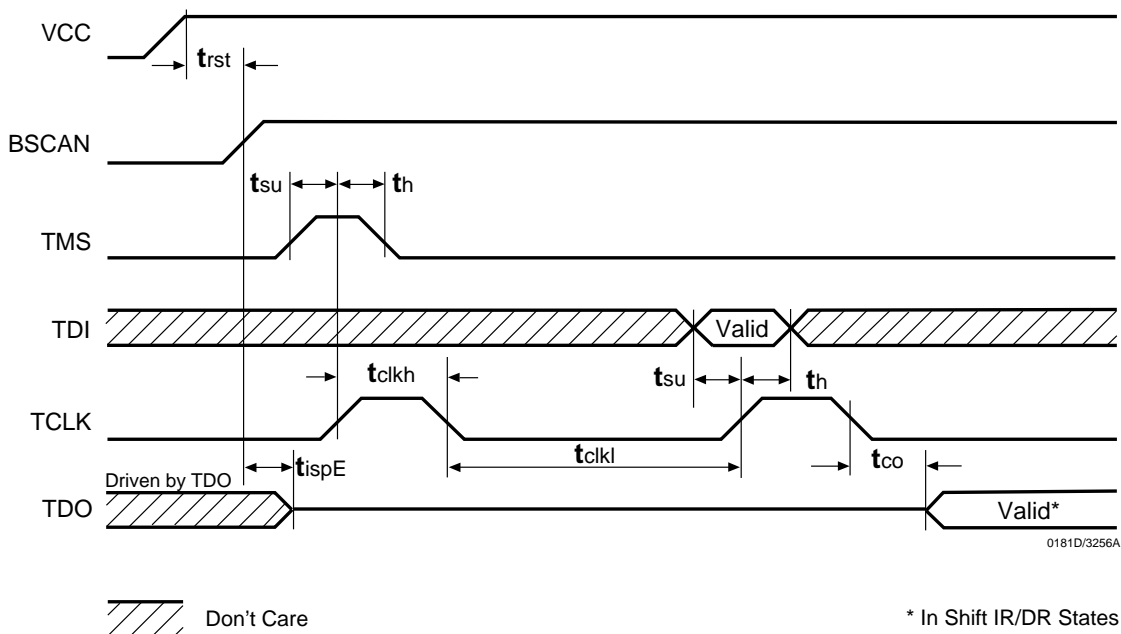 VCC
trst
BSCAN
tsu
th
TMS
TDI
Valid
tclkh
tsu
th
TCLK
tispE
tclkl
tco
Driven by TDO
TDO
Valid*
0181D/3256A
Don't Care
* In Shift IR/DR States